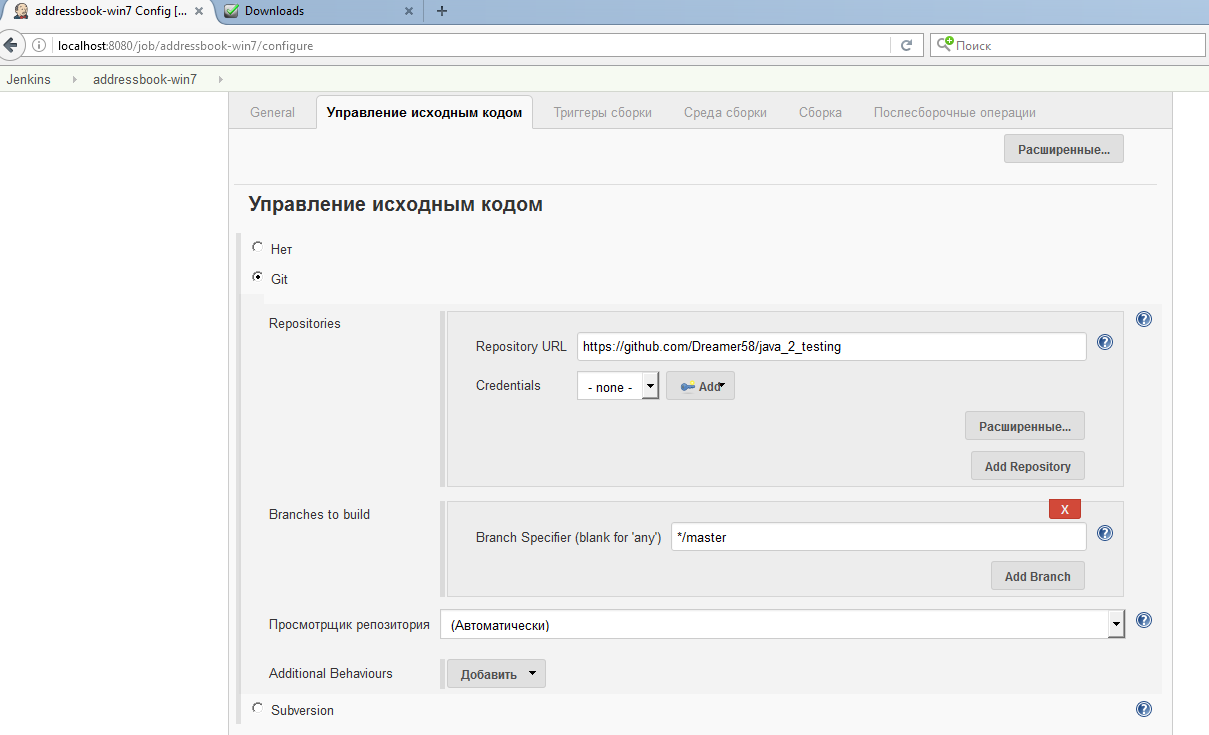 addressbook-win7 Config [...
Downloads
localhost:8080/job/addressbook-win7/configure
Поиск
Jenkins addressbook-win7
General Управление исходным кодом Триггеры сборки Среда сборки Сборка Послесборочные операции
Расширенные...
Управление исходным кодом
Нет
Git
Repositories
Repository URL https://github.com/Dreamer58/java_2_testing
Credentials - none - Add
Расширенные...
Add Repository
Branches to build
X
Branch Specifier (blank for 'any') */master
Add Branch
Просмотрщик репозитория (Автоматически)
Additional Behaviours Добавить
Subversion